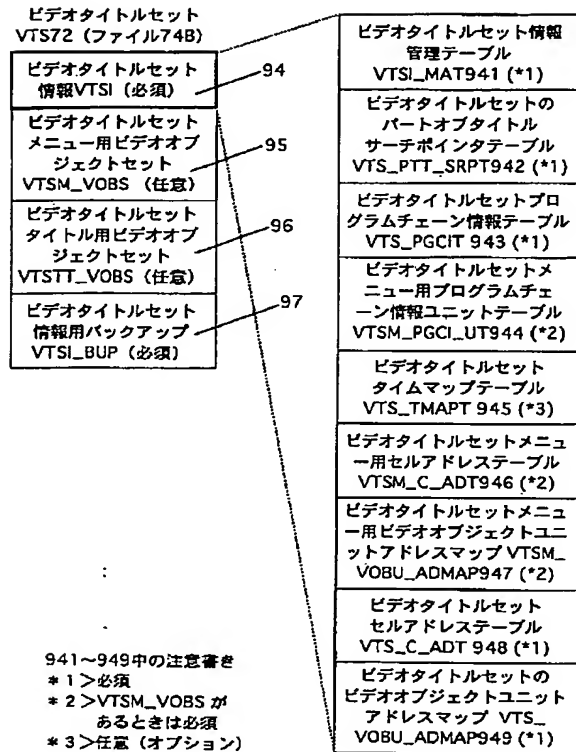 ビデオタイトルセット
VTS72（ファイル74B）
ビデオタイトルセット
情報VTSI（必須）
94
ビデオタイトルセット
メニュー用ビデオオブ
ジェクトセット
VTSM_VOBS （任意）
95
ビデオタイトルセット
タイトル用ビデオオブ
ジェクトセット
VTSTT_VOBS（任意）
96
ビデオタイトルセット
情報用バックアップ
VTSI_BUP（必須）
97
ビデオタイトルセット情報
管理テーブル
VTSI_MAT941 (*1)
ビデオタイトルセットの
パートオブタイトル
サーチポインタテーブル
VTS_PTT_SRPT942 (*1)
ビデオタイトルセットプロ
グラムチェーン情報テーブル
VTS_PGCIT 943 (*1)
ビデオタイトルセットメ
ニュー用プログラムチェ
ーン情報ユニットテーブル
VTSM_PGCI_UT944 (*2)
ビデオタイトルセット
タイムマップテーブル
VTS_TMAPT 945 (*3)
ビデオタイトルセットメニュ
ー用セルアドレステーブル
VTSM_C_ADT946 (*2)
ビデオタイトルセットメニュ
ー用ビデオオブジェクトユニ
ットアドレスマップ VTSM_
VOBU_ADMAP947 (*2)
ビデオタイトルセット
セルアドレステーブル
VTS_C_ADT 948 (*1)
ビデオタイトルセットの
ビデオオブジェクトユニット
アドレスマップ VTS_
VOBU_ADMAP949 (*1)
:
941～949中の注意書き
＊1＞必須
＊2＞VTSM_VOBS が
あるときは必須
＊3＞任意（オプション）